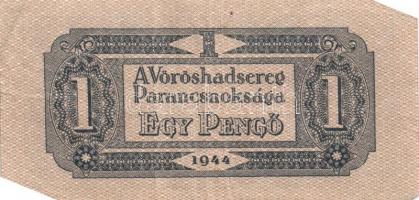 1
A Vöröshadsereg
Parancsnoksága
1 EGY PENGŐ 1
1944